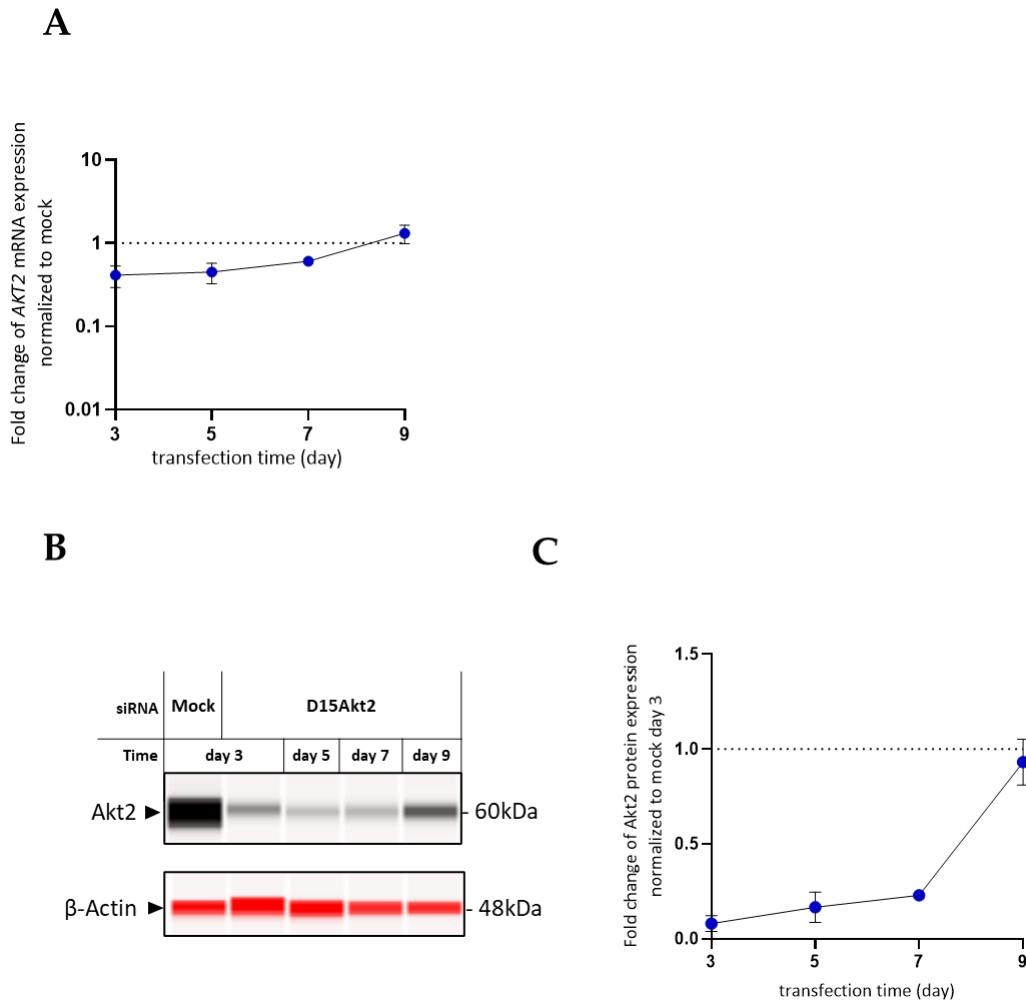 A
Fold change of AKT2 mRNA expression
normalized to mock
10
1
0.1
0.01
3 5 7 9
transfection time (day)
B
siRNA Mock D15Akt2
Time day 3 day 5 day 7 day 9
Akt2 - 60kDa
β-Actin - 48kDa
C
Fold change of Akt2 protein expression
normalized to mock day 3
1.5
1.0
0.5
0.0
3 5 7 9
transfection time (day)